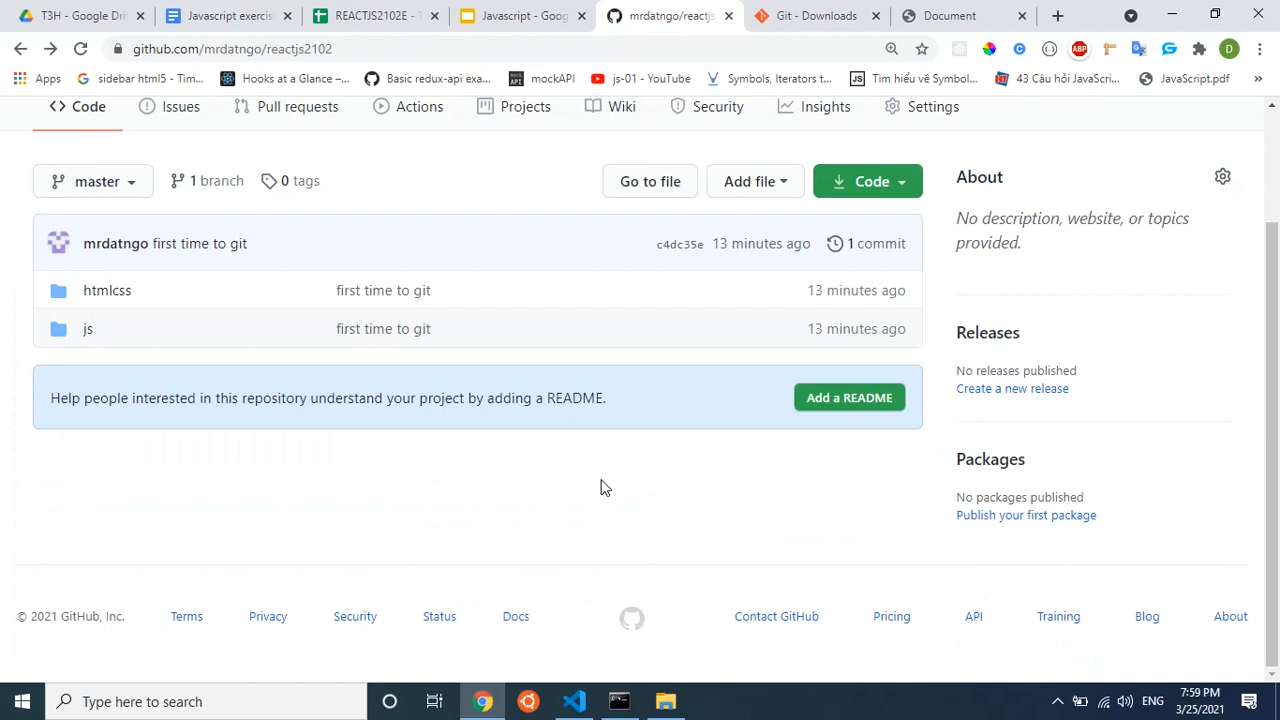 T3H - Google Dri
Javascript exercis
REACTJS2102E - T
Javascript - Goog
mrdatngo/reactjs
Git - Downloads
Document
github.com/mrdatngo/reactjs2102
ABP
D
Apps
sidebar html5 - Tim...
Hooks at a Glance –...
Basic redux-api exa...
mockAPI
js-01 - YouTube
Symbols, Iterators t...
JS
Tìm hiểu về Symbol...
43 Câu hỏi JavaScri...
JavaScript.pdf
»
Code
Issues
Pull requests
Actions
Projects
Wiki
Security
Insights
Settings
master
1 branch
0 tags
Go to file
Add file
Code
mrdatngo first time to git
c4dc35e 13 minutes ago
1 commit
htmlcss
first time to git
13 minutes ago
js
first time to git
13 minutes ago
Help people interested in this repository understand your project by adding a README.
Add a README
About
No description, website, or topics
provided.
Releases
No releases published
Create a new release
Packages
No packages published
Publish your first package
© 2021 GitHub, Inc.
Terms
Privacy
Security
Status
Docs
Contact GitHub
Pricing
API
Training
Blog
About
Type here to search
ENG
7:59 PM
3/25/2021